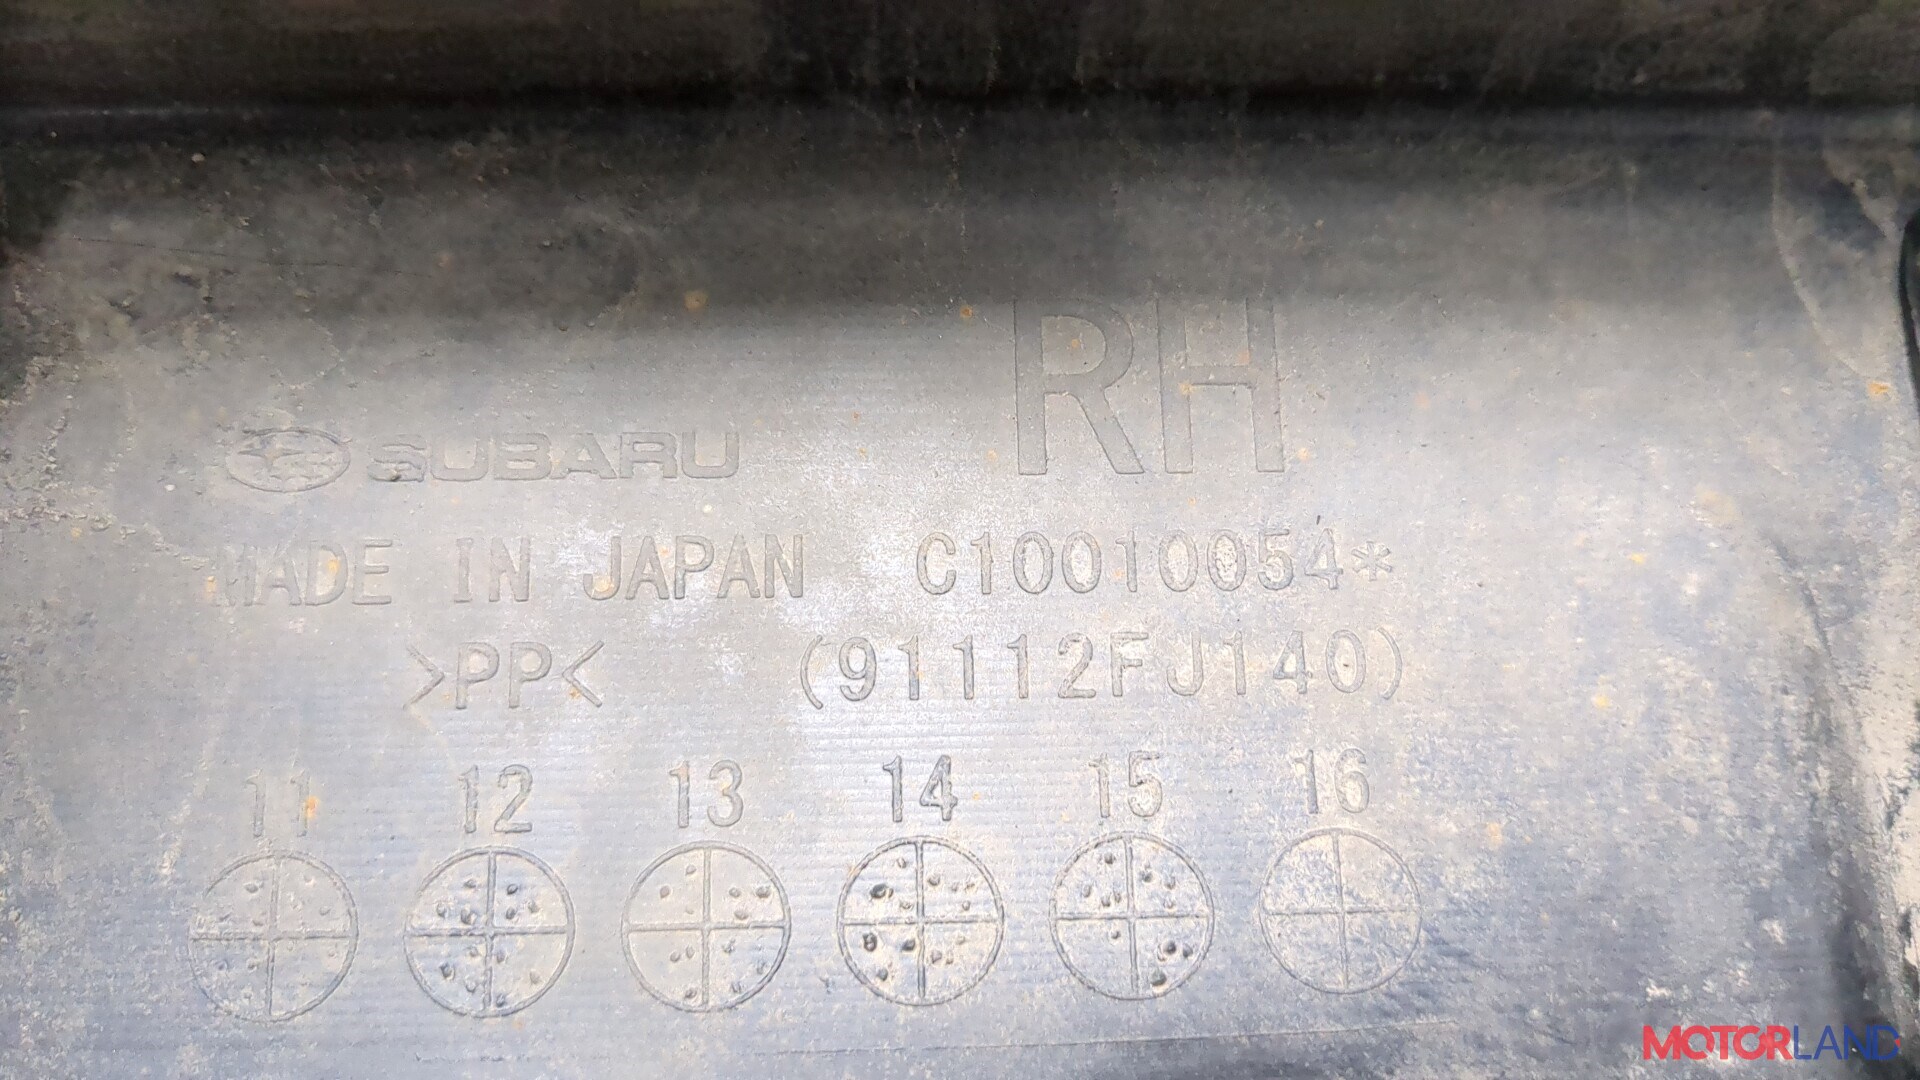 RH
SUBARU
MADE IN JAPAN C10010054*
>PP< (91112FJ140)
11 12 13 14 15 16
MOTORLAND